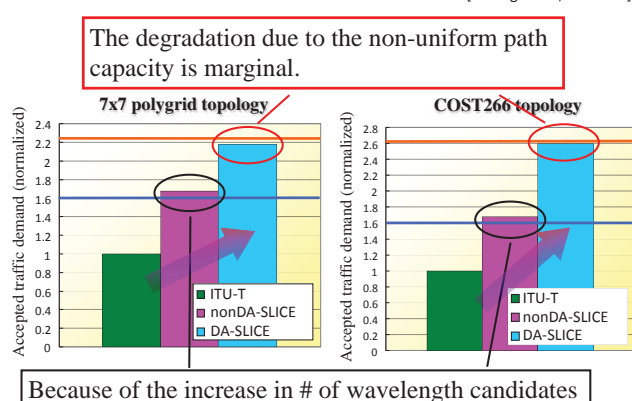 The degradation due to the non-uniform path
capacity is marginal.
7x7 polygrid topology
COST266 topology
Accepted traffic demand (normalized)
2.4
2.2
2
1.8
1.6
1.4
1.2
1
0.8
0.6
0.4
0.2
0
ITU-T
nonDA-SLICE
DA-SLICE
Accepted traffic demand (normalized)
2.8
2.6
2.4
2.2
2
1.8
1.6
1.4
1.2
1
0.8
0.6
0.4
0.2
0
ITU-T
nonDA-SLICE
DA-SLICE
Because of the increase in # of wavelength candidates